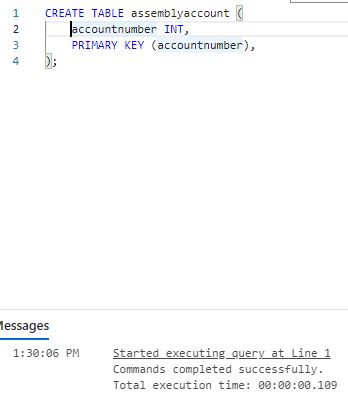 1 CREATE TABLE assemblyaccount (
2 accountnumber INT,
3 PRIMARY KEY (accountnumber),
4 );
Messages
1:30:06 PM Started executing query at Line 1
Commands completed successfully.
Total execution time: 00:00:00.109